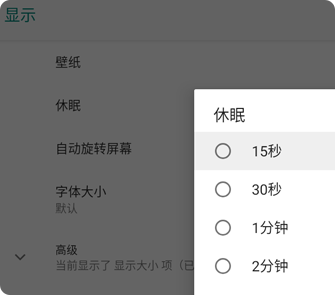 显示
壁纸
休眠
自动旋转屏幕
字体大小
默认
高级
当前显示了 显示大小 项（已
休眠
15秒
30秒
1分钟
2分钟